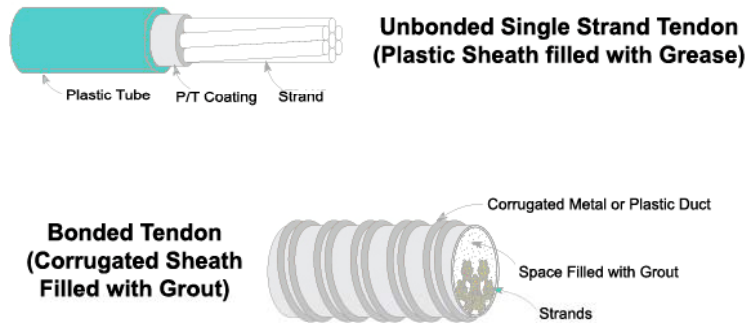 Unbonded Single Strand Tendon
(Plastic Sheath filled with Grease)
Plastic Tube
P/T Coating
Strand
Bonded Tendon
(Corrugated Sheath
Filled with Grout)
Corrugated Metal or Plastic Duct
Space Filled with Grout
Strands